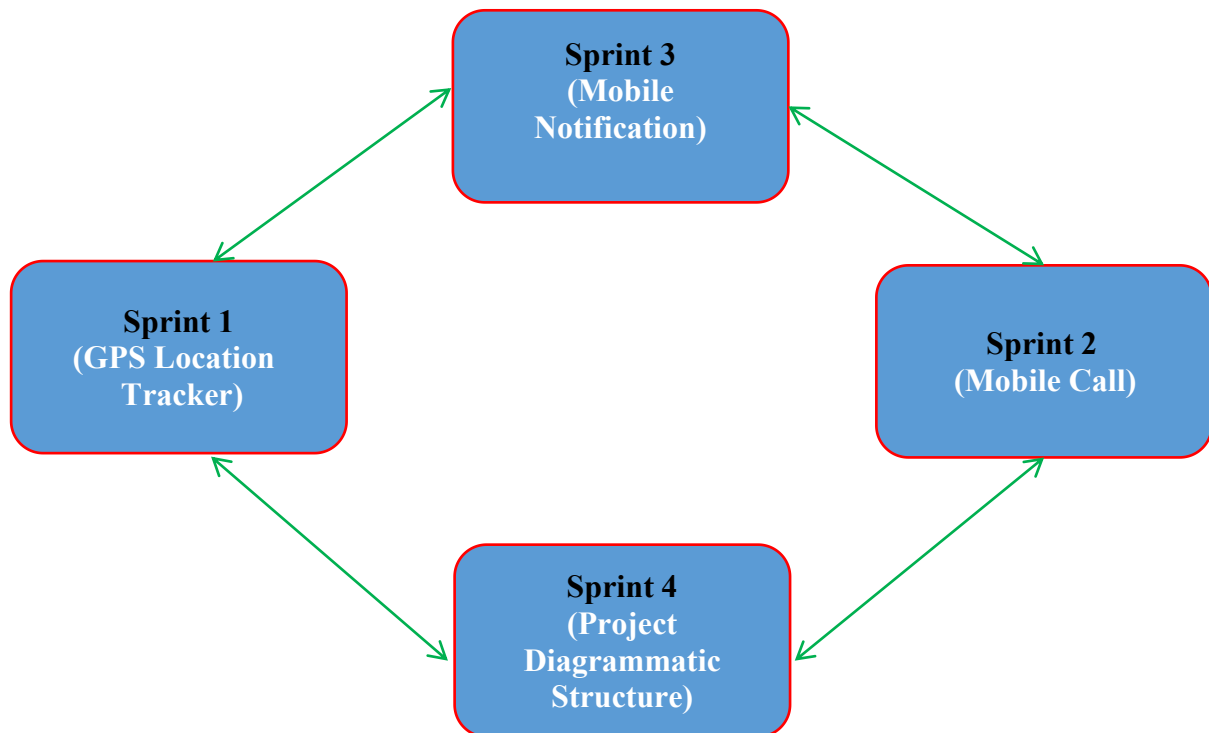 Sprint 3
(Mobile
Notification)
Sprint 1
(GPS Location
Tracker)
Sprint 2
(Mobile Call)
Sprint 4
(Project
Diagrammatic
Structure)